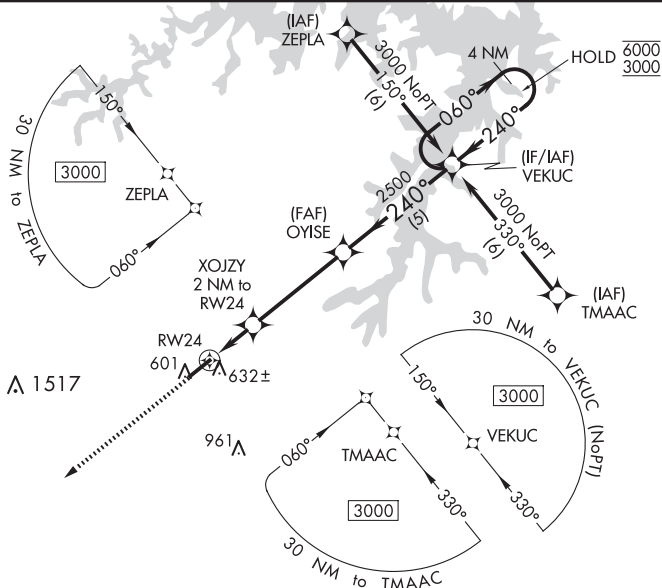 (IAF)
ZEPLA
3000 NoPT
150°
(6)
4 NM
HOLD 6000
3000
060°
240°
(IF/IAF)
VEKUC
2500
240°
(5)
(FAF)
OYISE
3000 NoPT
330°
(6)
(IAF)
TMAAC
XOJZY
2 NM to
RW24
RW24
601
632±
1517
961
150°
3000
ZEPLA
060°
30 NM to ZEPLA
30 NM to VEKUC (NoPT)
150°
3000
VEKUC
330°
060°
TMAAC
330°
3000
30 NM to TMAAC